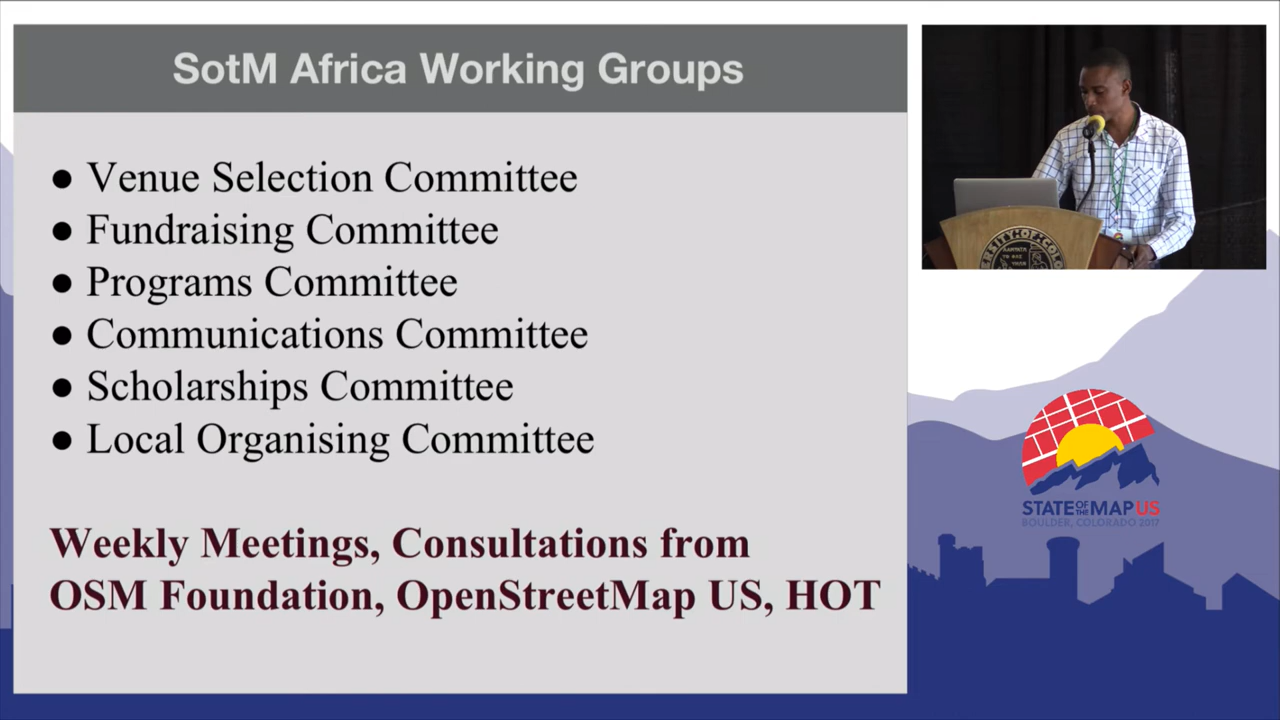 SotM Africa Working Groups
● Venue Selection Committee
● Fundraising Committee
● Programs Committee
● Communications Committee
● Scholarships Committee
● Local Organising Committee
Weekly Meetings, Consultations from
OSM Foundation, OpenStreetMap US, HOT
STATE OF THE MAP US
BOULDER, COLORADO 2017